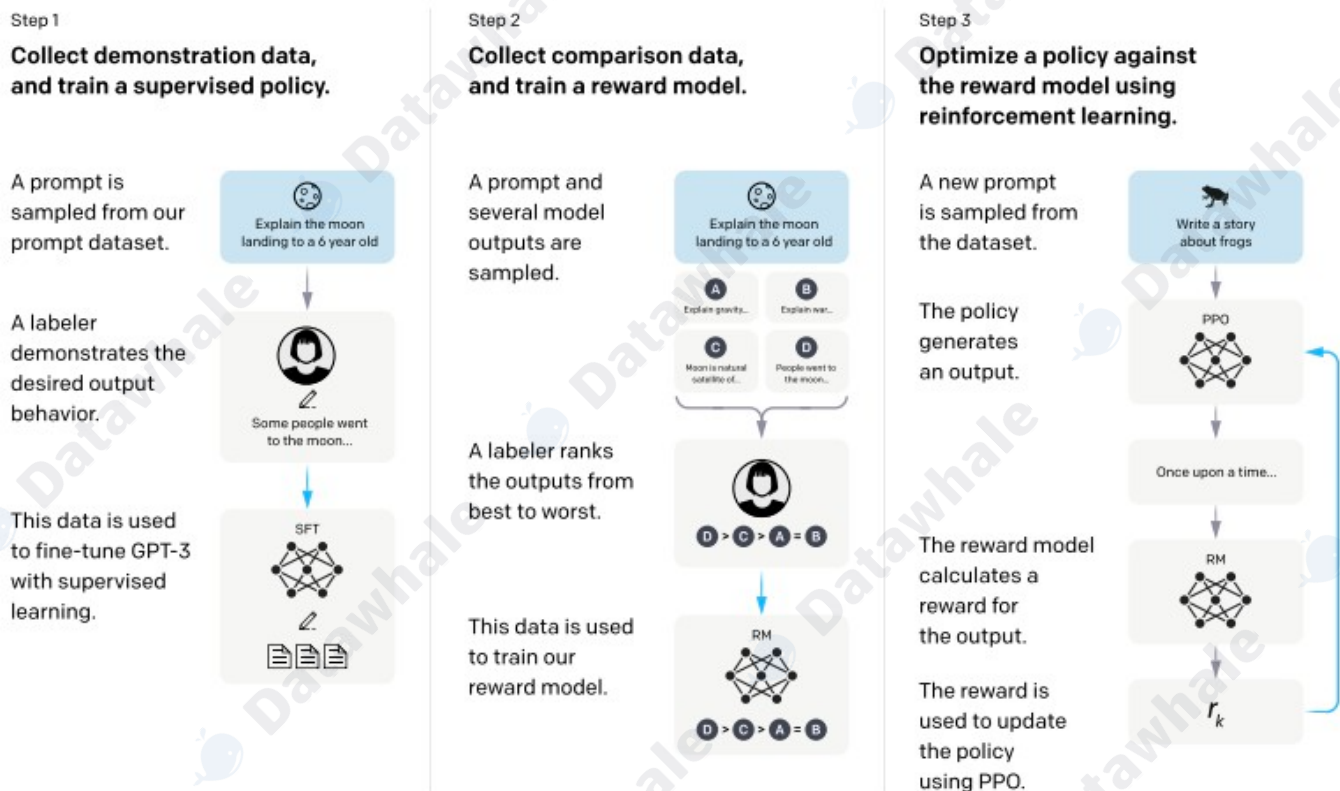 Step 1
Collect demonstration data,
and train a supervised policy.
A prompt is
sampled from our
prompt dataset.
Explain the moon
landing to a 6 year old
A labeler
demonstrates the
desired output
behavior.
Some people went
to the moon...
This data is used
to fine-tune GPT-3
with supervised
learning.
SFT
Step 2
Collect comparison data,
and train a reward model.
A prompt and
several model
outputs are
sampled.
Explain the moon
landing to a 6 year old
A
Explain gravity...
B
Explain war...
C
Moon is natural
satellite of...
D
People went to
the moon...
A labeler ranks
the outputs from
best to worst.
D > C > A = B
This data is used
to train our
reward model.
RM
D > C > A = B
Step 3
Optimize a policy against
the reward model using
reinforcement learning.
A new prompt
is sampled from
the dataset.
Write a story
about frogs
The policy
generates
an output.
PPO
Once upon a time...
The reward model
calculates a
reward for
the output.
RM
The reward is
used to update
the policy
using PPO.
r_k
Datawhale
Datawhale
Datawhale
Datawhale
Datawhale
Datawhale
Datawhale
Datawhale